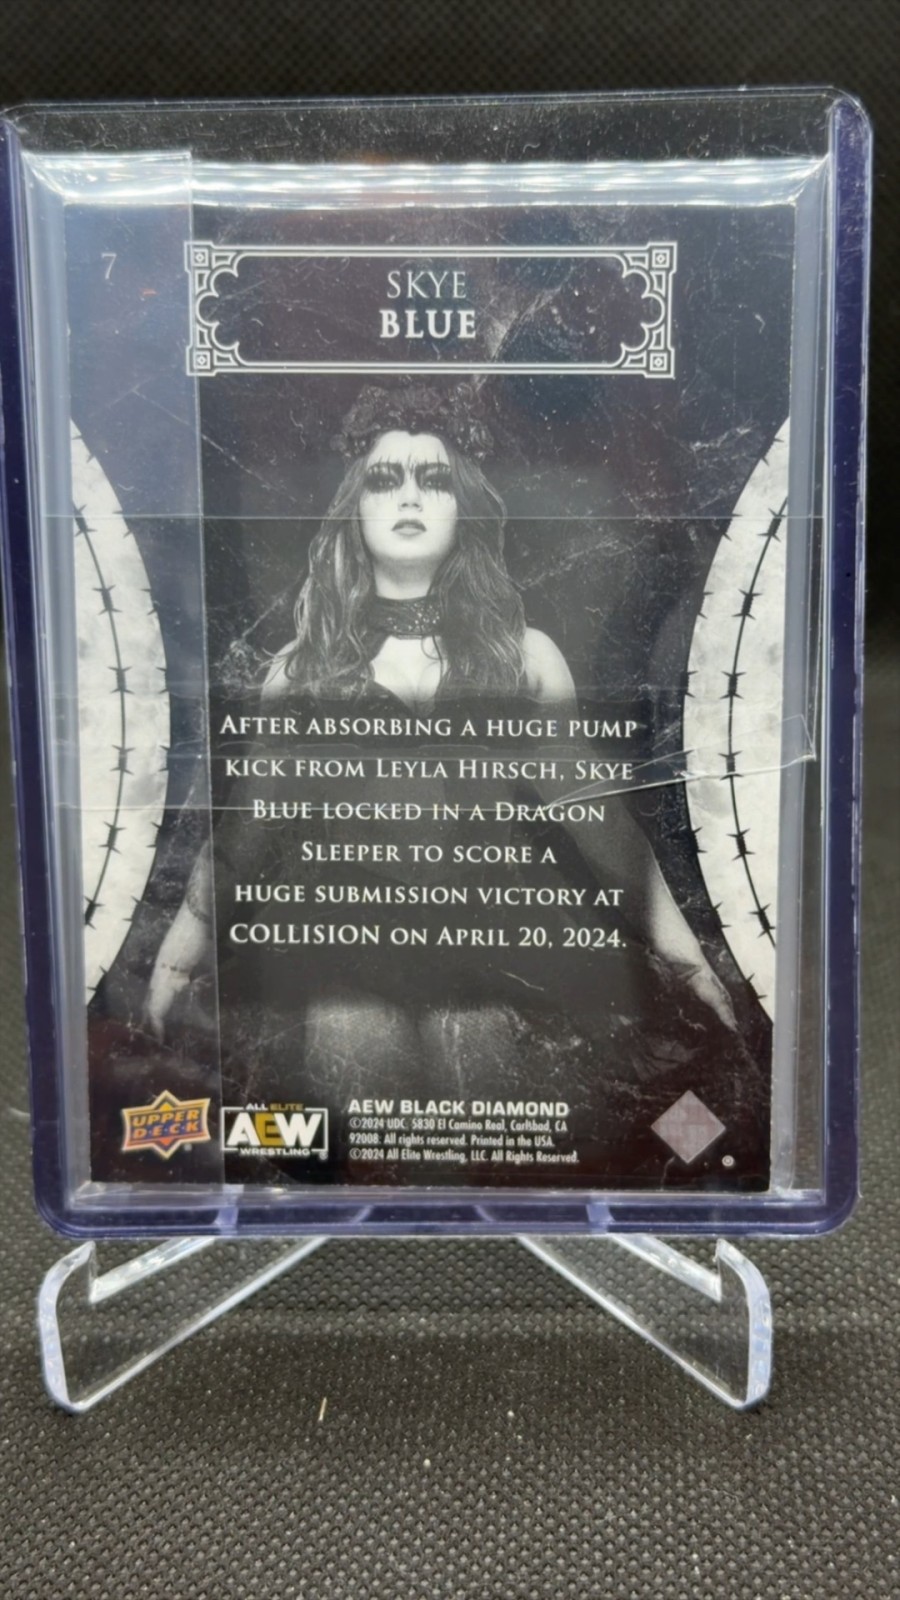 7
SKYE
BLUE
AFTER ABSORBING A HUGE PUMP
KICK FROM LEYLA HIRSCH, SKYE
BLUE LOCKED IN A DRAGON
SLEEPER TO SCORE A
HUGE SUBMISSION VICTORY AT
COLLISION ON APRIL 20, 2024.
UPPER
D·E·C·K
ALL ELITE
AEW
WRESTLING
AEW BLACK DIAMOND
©2024 UDC. 5830 El Camino Real, Carlsbad, CA
92008. All rights reserved. Printed in the USA.
©2024 All Elite Wrestling, LLC. All Rights Reserved.